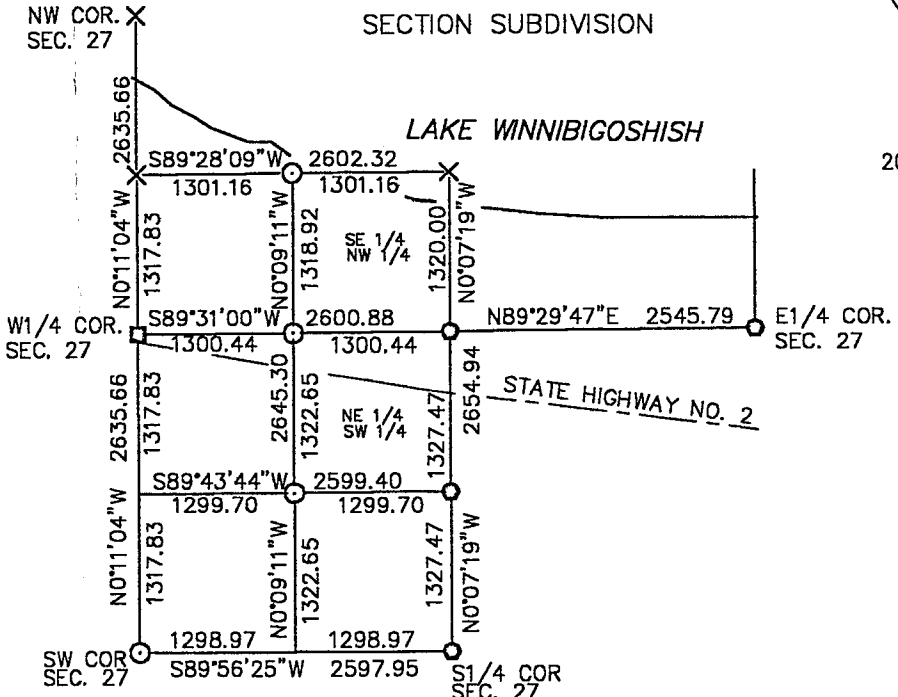 NW COR.
SEC. 27
SECTION SUBDIVISION
2635.66
LAKE WINNIBIGOSHISH
20
S89°28'09"W 2602.32
1301.16 1301.16
N0°11'04"W
1317.83
N0°09'11"W
1318.92
SE 1/4
NW 1/4
1320.00
N0°07'19"W
W1/4 COR.
SEC. 27
S89°31'00"W 2600.88
1300.44 1300.44
N89°29'47"E 2545.79
E1/4 COR.
SEC. 27
STATE HIGHWAY NO. 2
2635.66
1317.83
2645.30
1322.65
NE 1/4
SW 1/4
1327.47
2654.94
S89°43'44"W 2599.40
1299.70 1299.70
N0°11'04"W
1317.83
N0°09'11"W
1322.65
1327.47
N0°07'19"W
1298.97 1298.97
S89°56'25"W 2597.95
SW COR
SEC. 27
S1/4 COR
SEC. 27